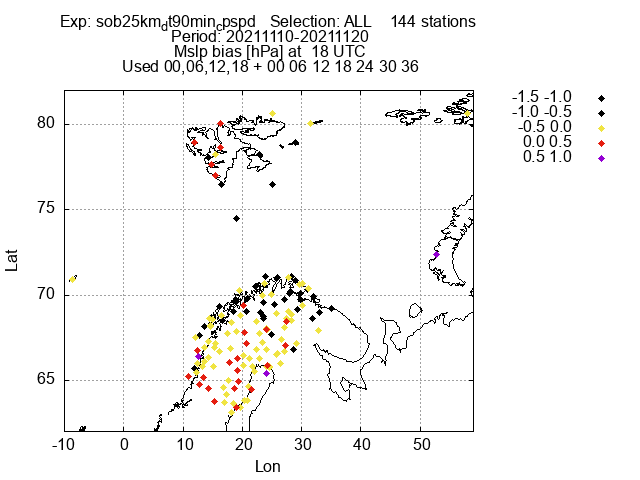 Exp: sob25km_dt90min_cpspd Selection: ALL 144 stations
Period: 20211110-20211120
Mslp bias [hPa] at 18 UTC
Used 00,06,12,18 + 00 06 12 18 24 30 36
-1.5 -1.0
-1.0 -0.5
-0.5 0.0
0.0 0.5
0.5 1.0
80
75
70
65
Lat
-10 0 10 20 30 40 50
Lon